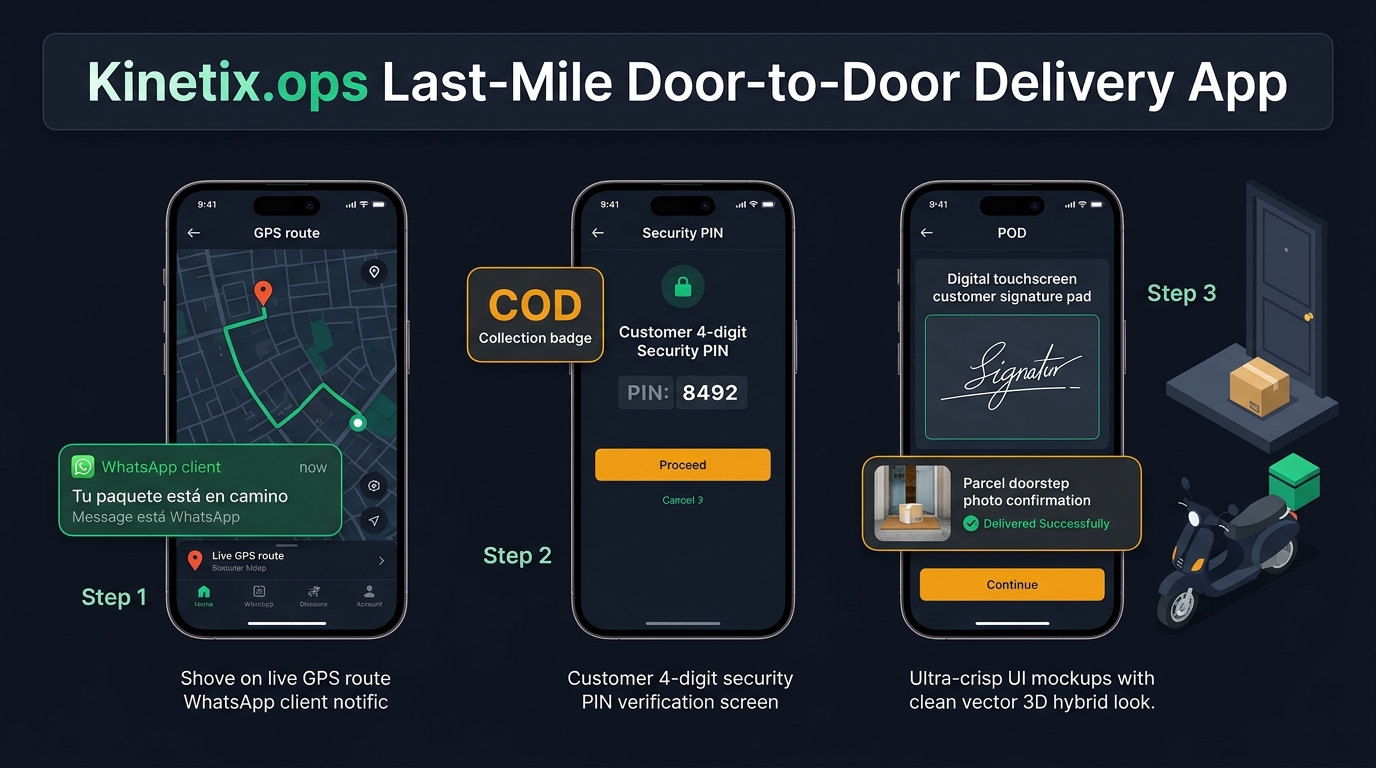 Kinetix.ops Last-Mile Door-to-Door Delivery App
9:41
GPS route
WhatsApp client now
Tu paquete está en camino
Message está WhatsApp
Live GPS route
Home
Account
Step 1
Shove on live GPS route
WhatsApp client notific
9:41
Security PIN
COD
Collection badge
Customer 4-digit
Security PIN
PIN: 8492
Proceed
Step 2
Customer 4-digit security
PIN verification screen
9:41
POD
Digital touchscreen
customer signature pad
Signatur
Parcel doorstep
photo confirmation
Delivered Successfully
Continue
Step 3
Ultra-crisp UI mockups with
clean vector 3D hybrid look.